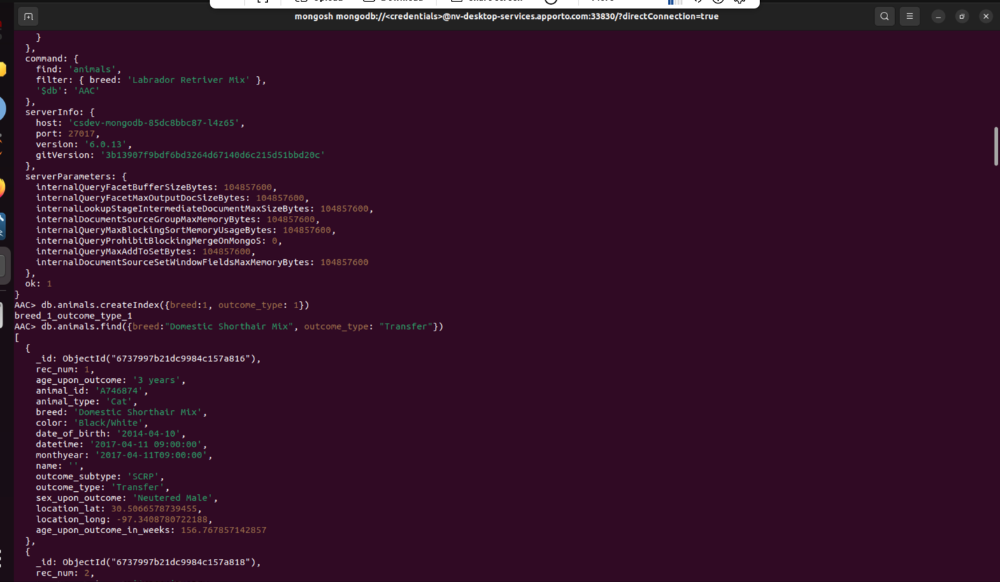 mongosh mongodb://<credentials>@nv-desktop-services.apporto.com:33830/?directConnection=true
    }
  },
  command: {
    find: 'animals',
    filter: { breed: 'Labrador Retriver Mix' },
    '$db': 'AAC'
  },
  serverInfo: {
    host: 'csdev-mongodb-85dc8bbc87-l4z65',
    port: 27017,
    version: '6.0.13',
    gitVersion: '3b13907f9bdf6bd3264d67140d6c215d51bbd20c'
  },
  serverParameters: {
    internalQueryFacetBufferSizeBytes: 104857600,
    internalQueryFacetMaxOutputDocSizeBytes: 104857600,
    internalLookupStageIntermediateDocumentMaxSizeBytes: 104857600,
    internalDocumentSourceGroupMaxMemoryBytes: 104857600,
    internalQueryMaxBlockingSortMemoryUsageBytes: 104857600,
    internalQueryProhibitBlockingMergeOnMongoS: 0,
    internalQueryMaxAddToSetBytes: 104857600,
    internalDocumentSourceSetWindowFieldsMaxMemoryBytes: 104857600
  },
  ok: 1
}
AAC> db.animals.createIndex({breed:1, outcome_type: 1})
breed_1_outcome_type_1
AAC> db.animals.find({breed:"Domestic Shorthair Mix", outcome_type: "Transfer"})
[
  {
    _id: ObjectId("6737997b21dc9984c157a816"),
    rec_num: 1,
    age_upon_outcome: '3 years',
    animal_id: 'A746874',
    animal_type: 'Cat',
    breed: 'Domestic Shorthair Mix',
    color: 'Black/White',
    date_of_birth: '2014-04-10',
    datetime: '2017-04-11 09:00:00',
    monthyear: '2017-04-11T09:00:00',
    name: '',
    outcome_subtype: 'SCRP',
    outcome_type: 'Transfer',
    sex_upon_outcome: 'Neutered Male',
    location_lat: 30.5066578739455,
    location_long: -97.3408780722188,
    age_upon_outcome_in_weeks: 156.767857142857
  },
  {
    _id: ObjectId("6737997b21dc9984c157a818"),
    rec_num: 2,